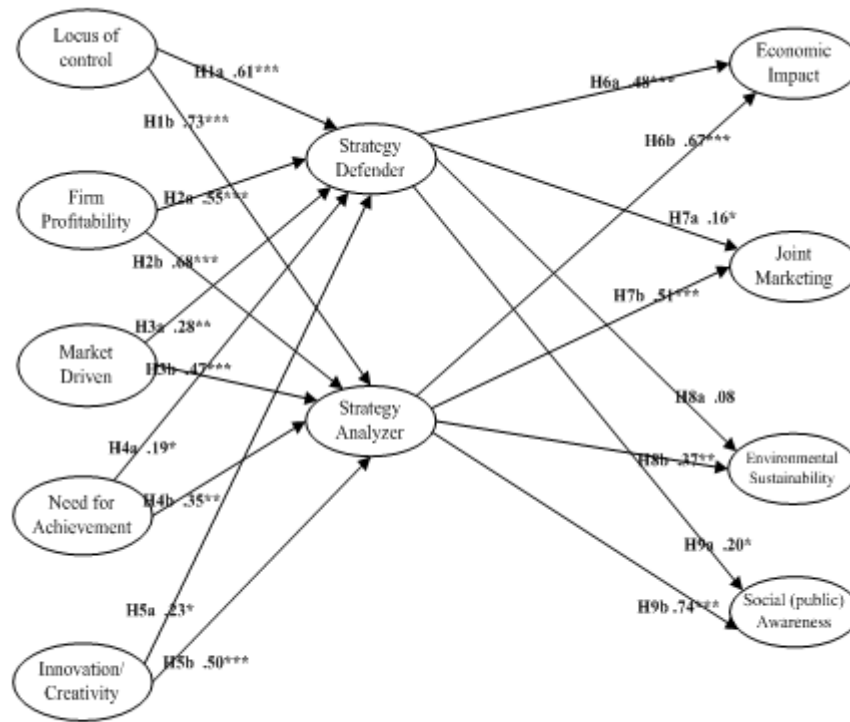 Locus of
control
Economic
Impact
H1a .61***
H6a .48***
H1b .73***
H6b .67***
Strategy
Defender
Firm
Profitability
H2a .55***
H7a .16*
H2b .68***
Joint
Marketing
H7b .51***
H3a .28**
Market
Driven
H3b .47***
H8a .08
Strategy
Analyzer
H4a .19*
H8b .37**
Environmental
Sustainability
H4b .35**
Need for
Achievement
H9a .20*
H5a .23*
H9b .74***
Social (public)
Awareness
H5b .50***
Innovation/
Creativity